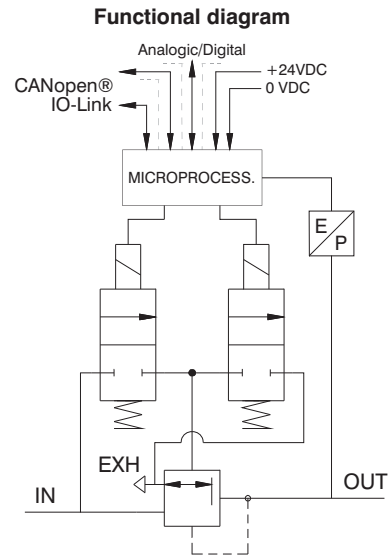 Functional diagram
Analogic/Digital
+24VDC
0 VDC
CANopen®
IO-Link
MICROPROCESS.
E
P
EXH
IN
OUT